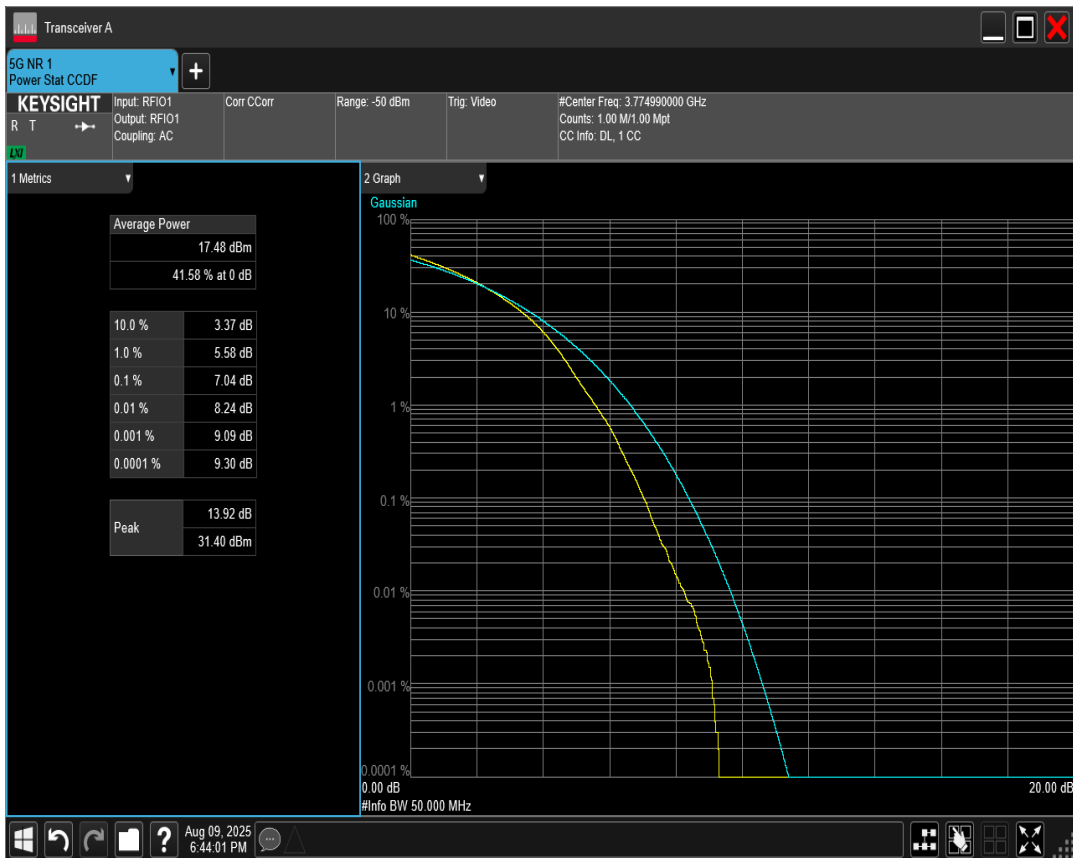 Transceiver A
5G NR 1
Power Stat CCDF
+
KEYSIGHT
R T
LXI
Input: RFIO1
Output: RFIO1
Coupling: AC
Corr CCorr
Range: -50 dBm
Trig: Video
#Center Freq: 3.774990000 GHz
Counts: 1.00 M/1.00 Mpt
CC Info: DL, 1 CC
1 Metrics
Average Power
17.48 dBm
41.58 % at 0 dB
10.0 % 3.37 dB
1.0 % 5.58 dB
0.1 % 7.04 dB
0.01 % 8.24 dB
0.001 % 9.09 dB
0.0001 % 9.30 dB
Peak
13.92 dB
31.40 dBm
2 Graph
Gaussian
100 %
10 %
1 %
0.1 %
0.01 %
0.001 %
0.0001 %
0.00 dB 20.00 dB
#Info BW 50.000 MHz
?
Aug 09, 2025
6:44:01 PM